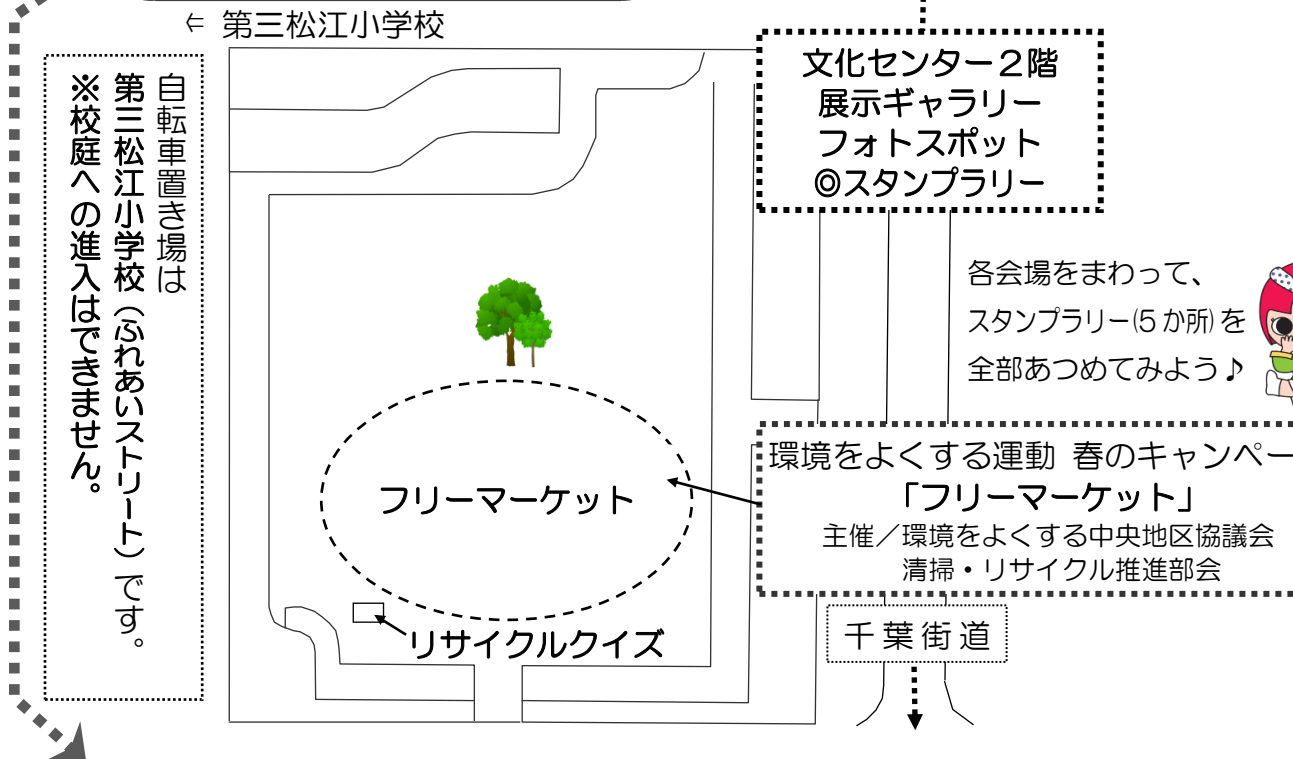 ⇐ 第三松江小学校
自転車置き場は
第三松江小学校（ふれあいストリート）です。
※校庭への進入はできません。
文化センター２階
展示ギャラリー
フォトスポット
◎スタンプラリー
各会場をまわって、
スタンプラリー(5か所)を
全部あつめてみよう♪
フリーマーケット
環境をよくする運動 春のキャンペー
「フリーマーケット」
主催／環境をよくする中央地区協議会
清掃・リサイクル推進部会
リサイクルクイズ
千葉街道